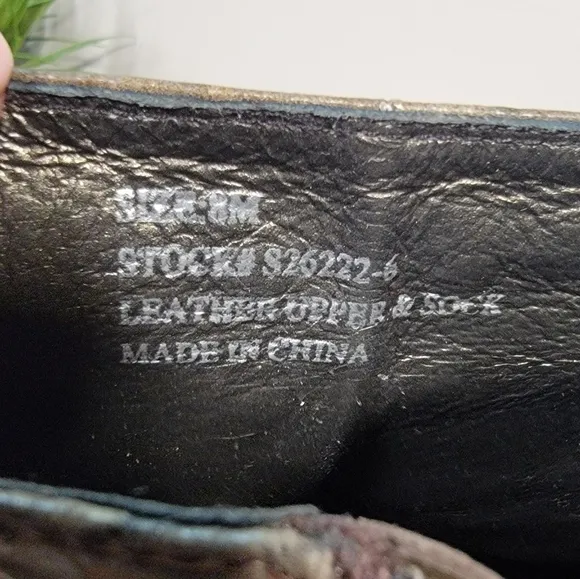 SIZE:8M
STOCK# S26222-6
LEATHER UPPER & SOCK
MADE IN CHINA